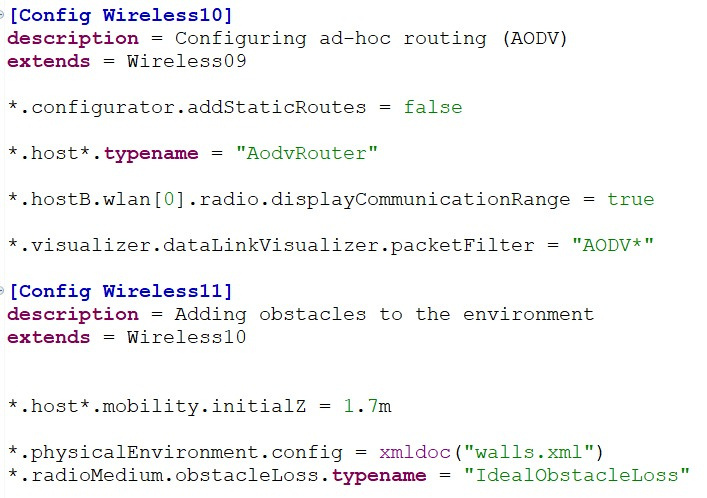 [Config Wireless10]
description = Configuring ad-hoc routing (AODV)
extends = Wireless09
*.configurator.addStaticRoutes = false
*.host*.typename = "AodvRouter"
*.hostB.wlan[0].radio.displayCommunicationRange = true
*.visualizer.dataLinkVisualizer.packetFilter = "AODV*"
[Config Wireless11]
description = Adding obstacles to the environment
extends = Wireless10
*.host*.mobility.initialZ = 1.7m
*.physicalEnvironment.config = xmldoc("walls.xml")
*.radioMedium.obstacleLoss.typename = "IdealObstacleLoss"